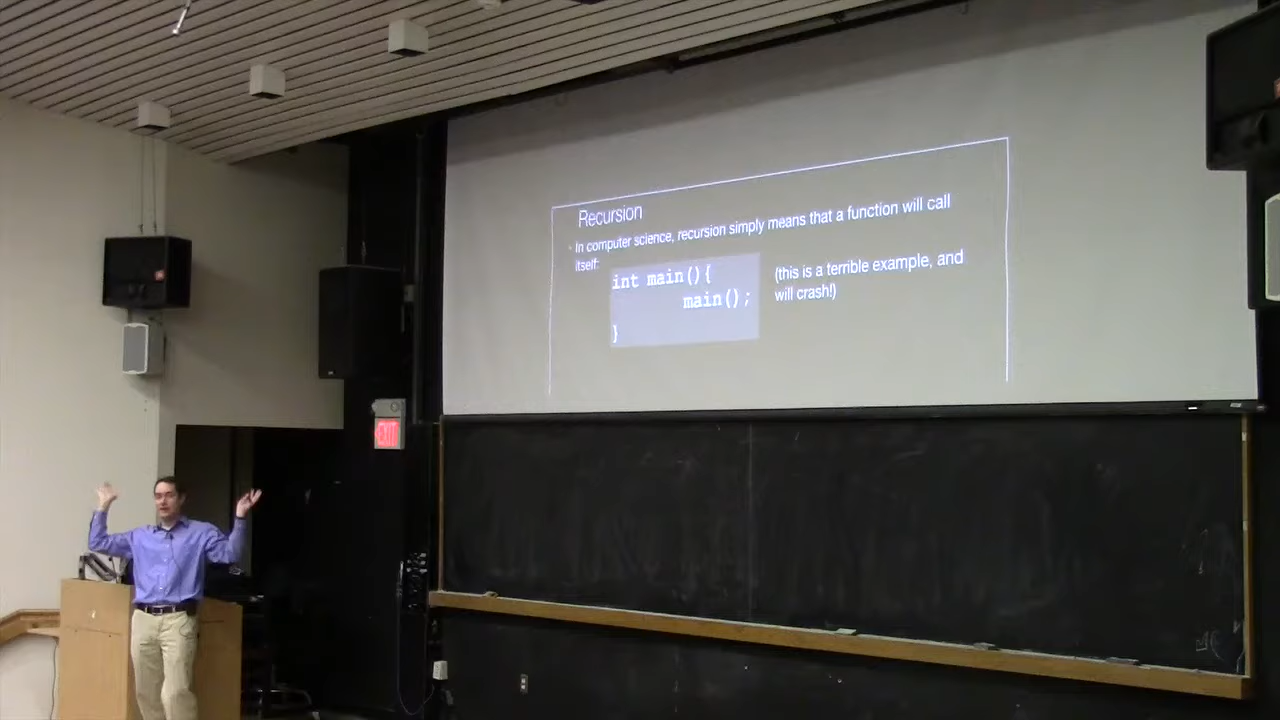 Recursion
In computer science, recursion simply means that a function will call
itself:
int main(){
main();
}
(this is a terrible example, and
will crash!)
EXIT